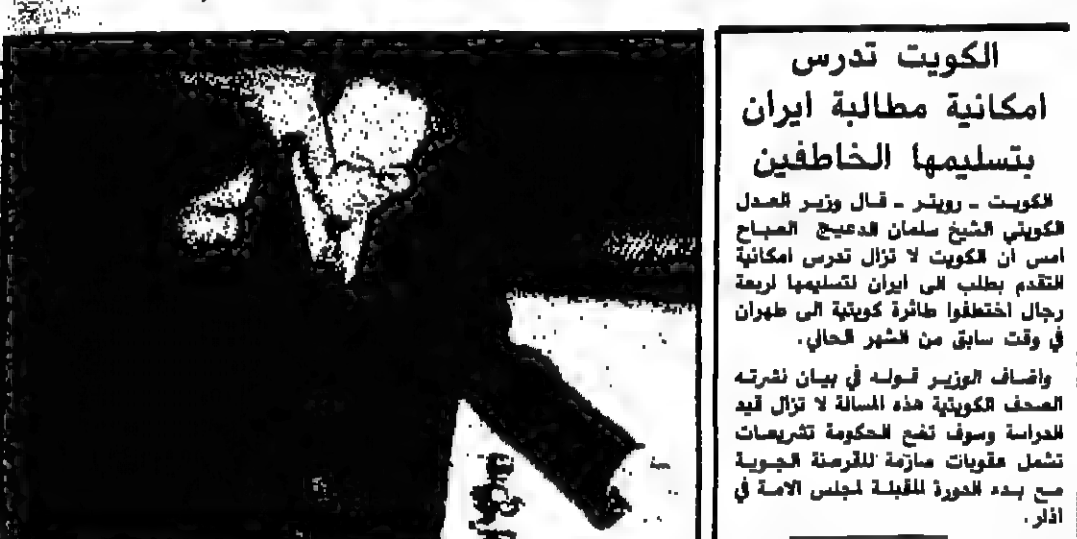 الكويت تدرس
امكانية مطالبة ايران
بتسليمها الخاطفين
الكويت ـ رويتر ـ قال وزير العدل
الكويتي الشيخ سلمان الدعيج الصباح
امس ان الكويت لا تزال تدرس امكانية
التقدم بطلب الى ايران لتسليمها اربعة
رجال اختطفوا طائرة كويتية الى طهران
في وقت سابق من الشهر الحالي.
واضاف الوزير قوله في بيان نشرته
الصحف الكويتية هذه المسالة لا تزال قيد
الدراسة وسوف تضع الحكومة تشريعات
تشمل عقوبات صارمة للقرصنة الجوية
مع بدء الدورة المقبلة لمجلس الامة في
اذار.